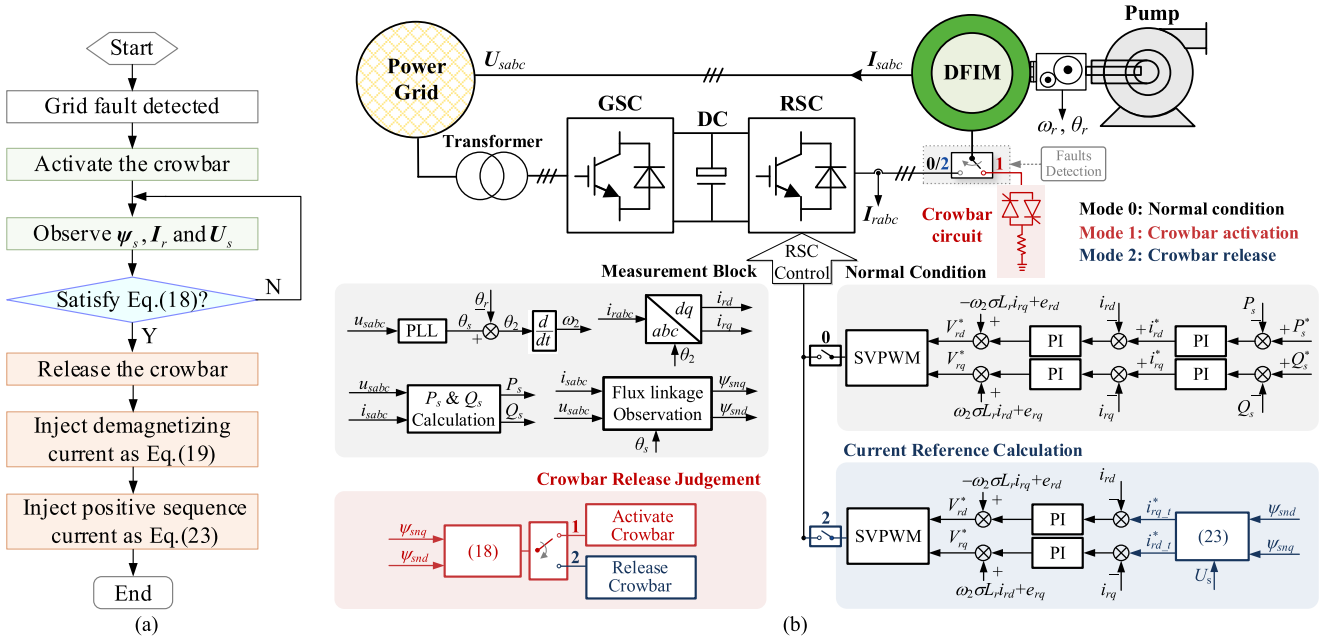 Start
Grid fault detected
Activate the crowbar
Observe ψs, Ir and Us
Satisfy Eq.(18)?
N
Y
Release the crowbar
Inject demagnetizing
current as Eq.(19)
Inject positive sequence
current as Eq.(23)
End
(a)
Power
Grid
Usabc
Isabc
DFIM
Pump
ωr, θr
Transformer
GSC
DC
RSC
Irabc
0/2
1
Faults
Detection
Crowbar
circuit
Mode 0: Normal condition
Mode 1: Crowbar activation
Mode 2: Crowbar release
RSC
Control
Measurement Block
usabc
PLL
θs
+
θr
−
θ2
d
dt
ω2
irabc
dq
abc
ird
irq
θ2
usabc
isabc
Ps & Qs
Calculation
Ps
Qs
isabc
usabc
Flux linkage
Observation
ψsnq
ψsnd
θs
Crowbar Release Judgement
ψsnq
ψsnd
(18)
1
2
Activate
Crowbar
Release
Crowbar
Normal Condition
0
SVPWM
−ω2σLrirq+erd
+
V*rd
V*rq
+
ω2σLrird+erq
PI
PI
ird
−
+i*rd
+i*rq
−
irq
PI
PI
Ps
−
+P*s
+Q*s
−
Qs
Current Reference Calculation
2
SVPWM
−ω2σLrirq+erd
+
V*rd
V*rq
+
ω2σLrird+erq
PI
PI
ird
−
i*rq_t
i*rd_t
−
irq
(23)
ψsnd
ψsnq
Us
(b)